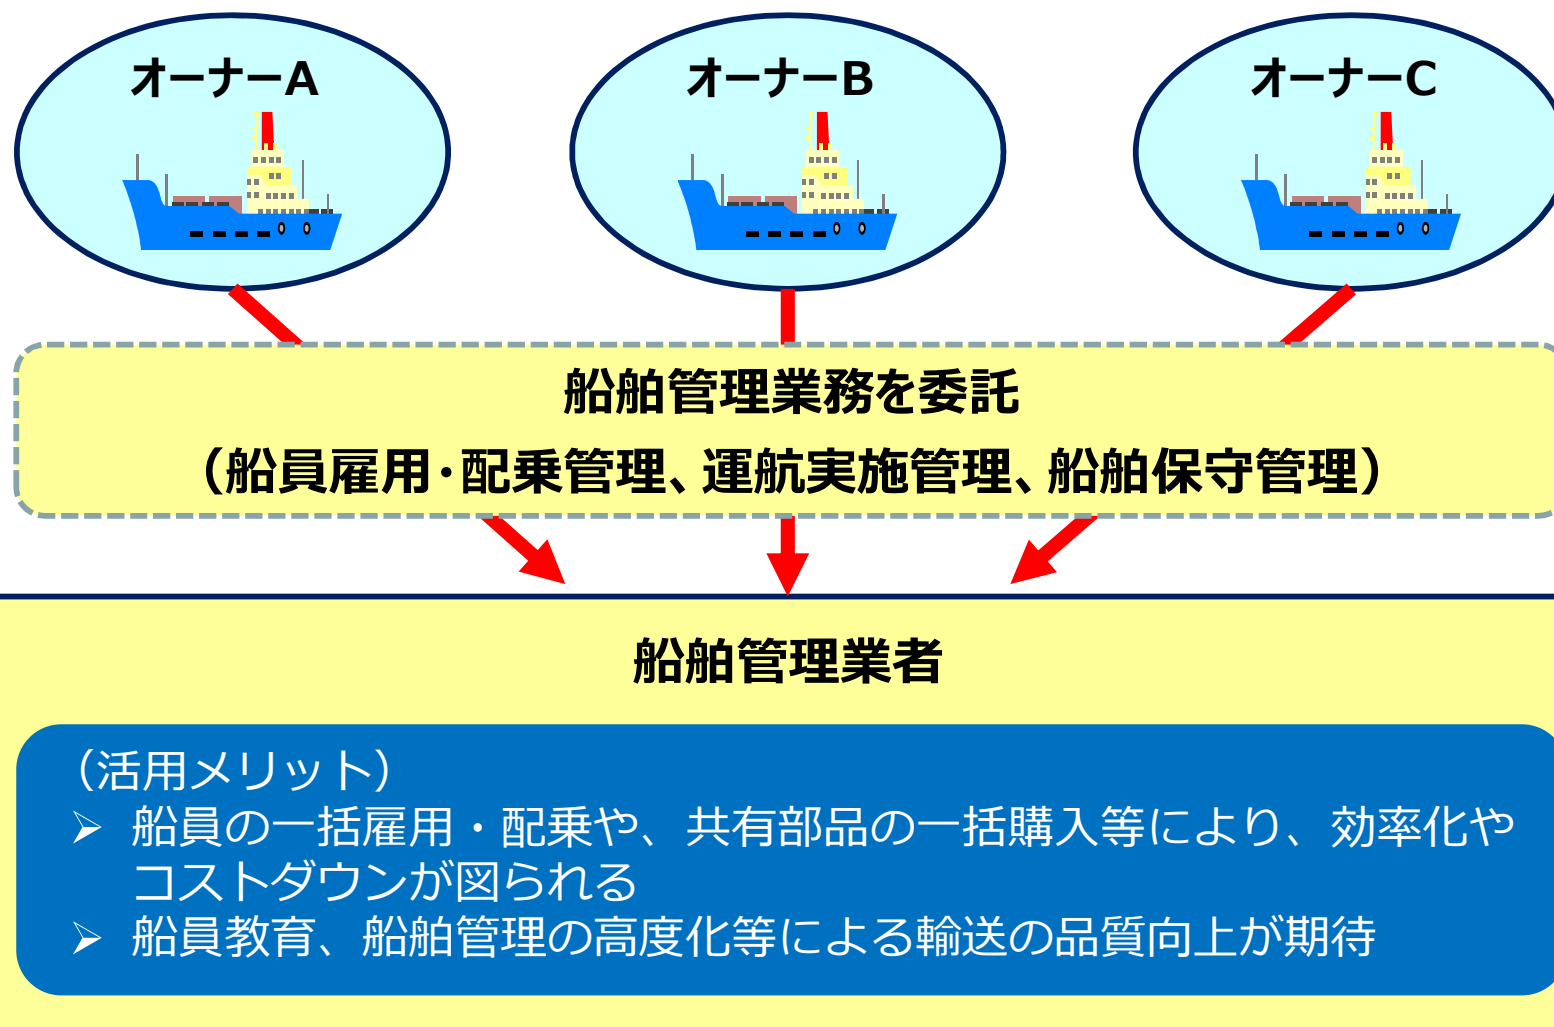 オーナーA
オーナーB
オーナーC
船舶管理業務を委託
（船員雇用・配乗管理、運航実施管理、船舶保守管理）
船舶管理業者
（活用メリット）
➢ 船員の一括雇用・配乗や、共有部品の一括購入等により、効率化や
コストダウンが図られる
➢ 船員教育、船舶管理の高度化等による輸送の品質向上が期待